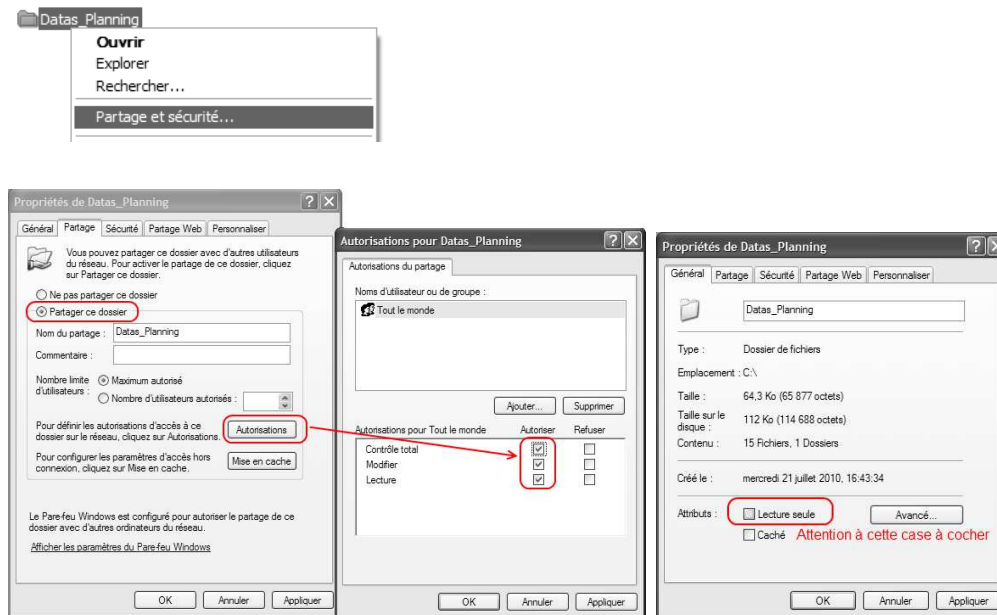 Datas_Planning
Ouvrir
Explorer
Rechercher...
Partage et sécurité...
Propriétés de Datas_Planning
Général Partage Sécurité Partage Web Personnaliser
Vous pouvez partager ce dossier avec d'autres utilisateurs
du réseau. Pour activer le partage de ce dossier, cliquez
sur Partager ce dossier.
Ne pas partager ce dossier
Partager ce dossier
Nom du partage : Datas_Planning
Commentaire :
Nombre limite
d'utilisateurs :
Maximum autorisé
Nombre d'utilisateurs autorisés :
Pour définir les autorisations d'accès à ce
dossier sur le réseau, cliquez sur Autorisations.
Autorisations
Pour configurer les paramètres d'accès hors
connexion, cliquez sur Mise en cache.
Mise en cache
Le Pare-feu Windows est configuré pour autoriser le partage de ce
dossier avec d'autres ordinateurs du réseau.
Afficher les paramètres du Pare-feu Windows
OK Annuler Appliquer
Autorisations pour Datas_Planning
Autorisations du partage
Noms d'utilisateur ou de groupe :
Tout le monde
Ajouter... Supprimer
Autorisations pour Tout le monde Autoriser Refuser
Contrôle total
Modifier
Lecture
OK Annuler Appliquer
Propriétés de Datas_Planning
Général Partage Sécurité Partage Web Personnaliser
Datas_Planning
Type : Dossier de fichiers
Emplacement : C:\
Taille : 64,3 Ko (65 877 octets)
Taille sur le
disque :
112 Ko (114 688 octets)
Contenu : 15 Fichiers, 1 Dossiers
Créé le : mercredi 21 juillet 2010, 16:43:34
Attributs : Lecture seule Avancé...
Caché Attention à cette case à cocher
OK Annuler Appliquer